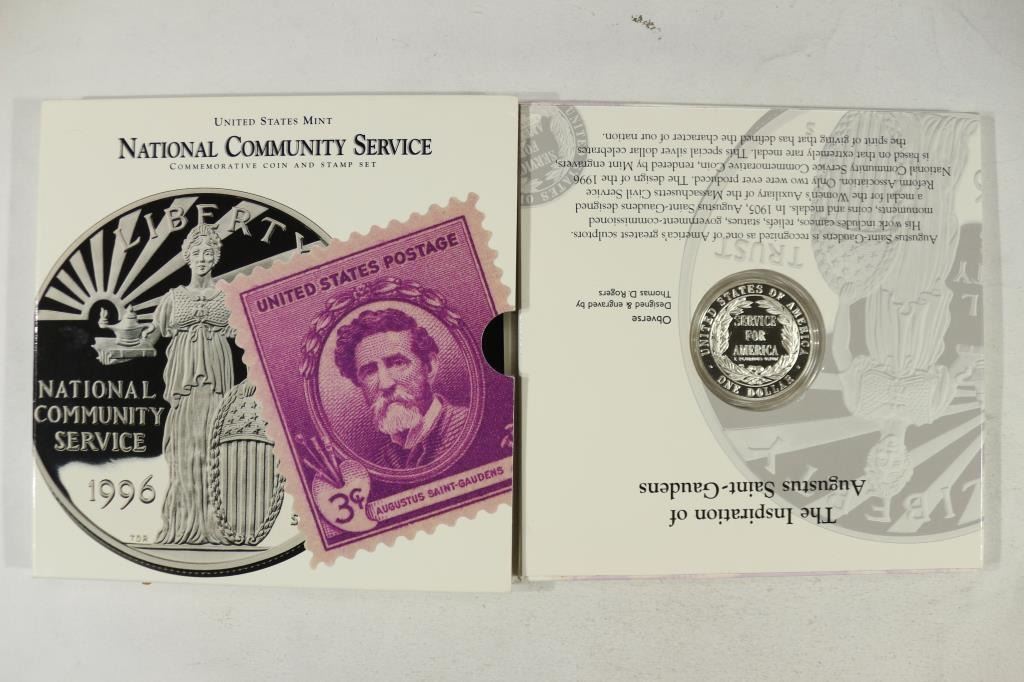 UNITED STATES MINT
NATIONAL COMMUNITY SERVICE
COMMEMORATIVE COIN AND STAMP SET
LIBERTY
NATIONAL
COMMUNITY
SERVICE
1996
TDR
S
UNITED STATES POSTAGE
3¢
AUGUSTUS SAINT-GAUDENS
The Inspiration of
Augustus Saint-Gaudens
UNITED STATES OF AMERICA
SERVICE
FOR
AMERICA
ONE DOLLAR
Obverse
Designed & engraved by
Thomas D. Rogers
Augustus Saint-Gaudens is recognized as one of America's greatest sculptors.
His work includes cameos, reliefs, statues, government-commissioned
monuments, coins and medals. In 1905, Augustus Saint-Gaudens designed
a medal for the Women's Auxiliary of the Massachusetts Civil Service
Reform Association. Only two were ever produced. The design of the 1996
National Community Service Commemorative Coin, rendered by Mint engravers,
is based on that extremely rare medal. This special silver dollar celebrates
the spirit of giving that has defined the character of our nation.
TRUST